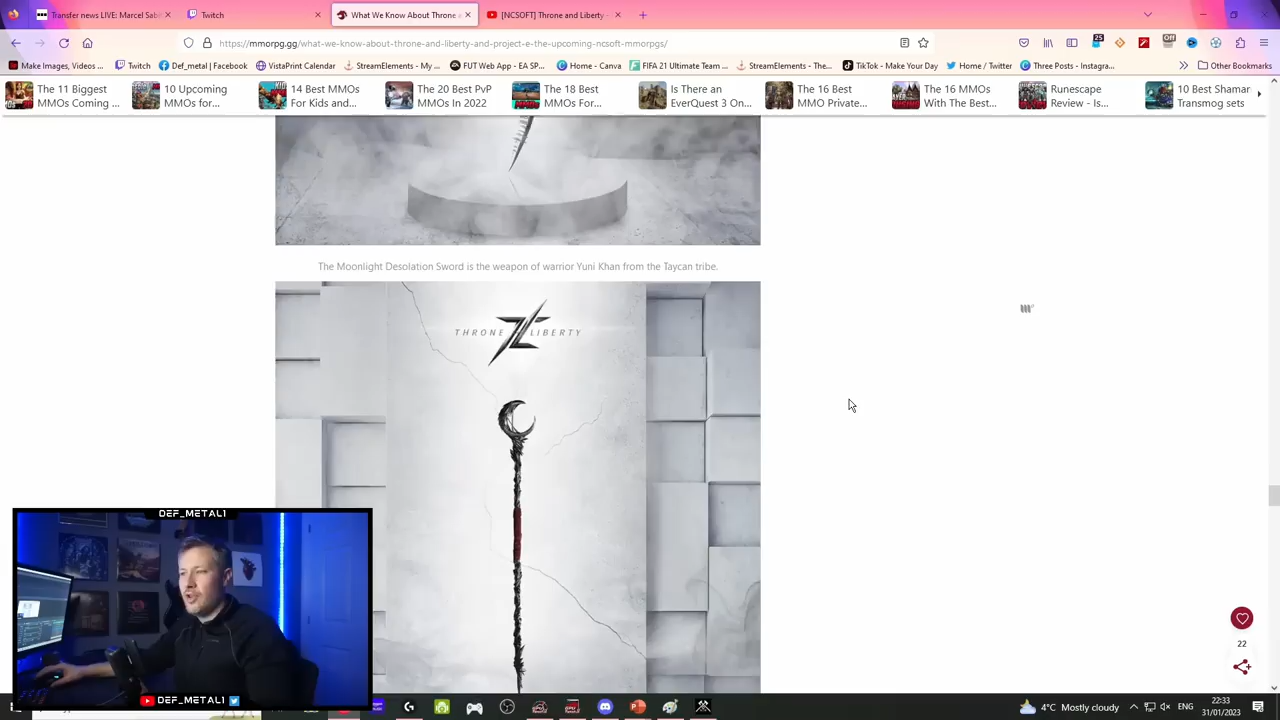 Transfer news LIVE: Marcel Sabi
Twitch
What We Know About Throne a
[NCSOFT] Throne and Liberty -
https://mmorpg.gg/what-we-know-about-throne-and-liberty-and-project-e-the-upcoming-ncsoft-mmorpgs/
25
Off
Make Images, Videos ...
Twitch
Def_metal | Facebook
VistaPrint Calendar
StreamElements - My ...
FUT Web App - EA SP...
Home - Canva
FIFA 21 Ultimate Team ...
StreamElements - The...
TikTok - Make Your Day
Home / Twitter
Three Posts - Instagra...
Other Bookmarks
The 11 Biggest
MMOs Coming ...
10 Upcoming
MMOs for...
14 Best MMOs
For Kids and...
The 20 Best PvP
MMOs In 2022
The 18 Best
MMOs For...
Is There an
EverQuest 3 On...
The 16 Best
MMO Private...
The 16 MMOs
With The Best...
Runescape
Review - Is...
10 Best Shaman
Transmog sets
The Moonlight Desolation Sword is the weapon of warrior Yuni Khan from the Taycan tribe.
THRONE LIBERTY
DEF_METAL1
DEF_METAL1
22
4°C Mostly cloudy
ENG
22:33
31/01/2023